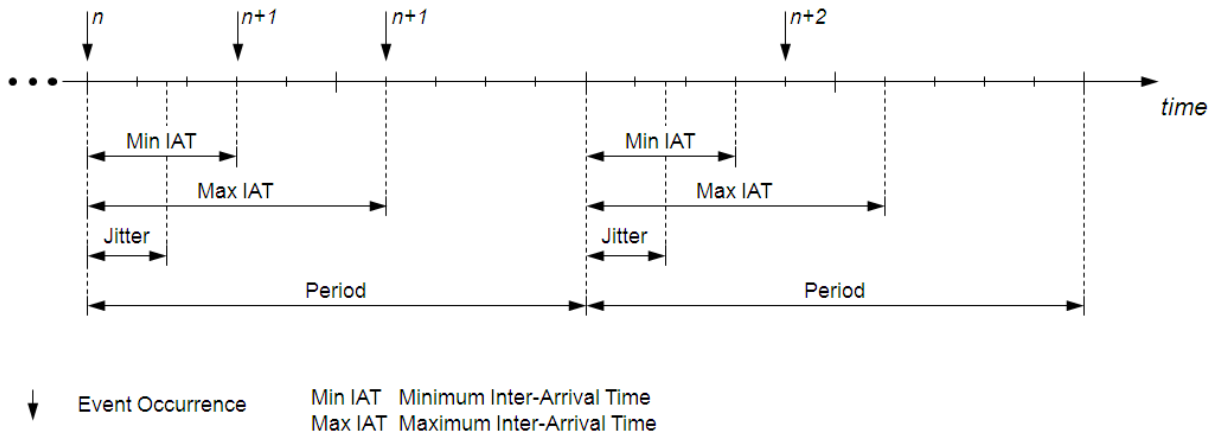 n n+1 n+1 n+2
time
Min IAT Min IAT
Max IAT Max IAT
Jitter Jitter
Period Period
Event Occurrence Min IAT Minimum Inter-Arrival Time
Max IAT Maximum Inter-Arrival Time